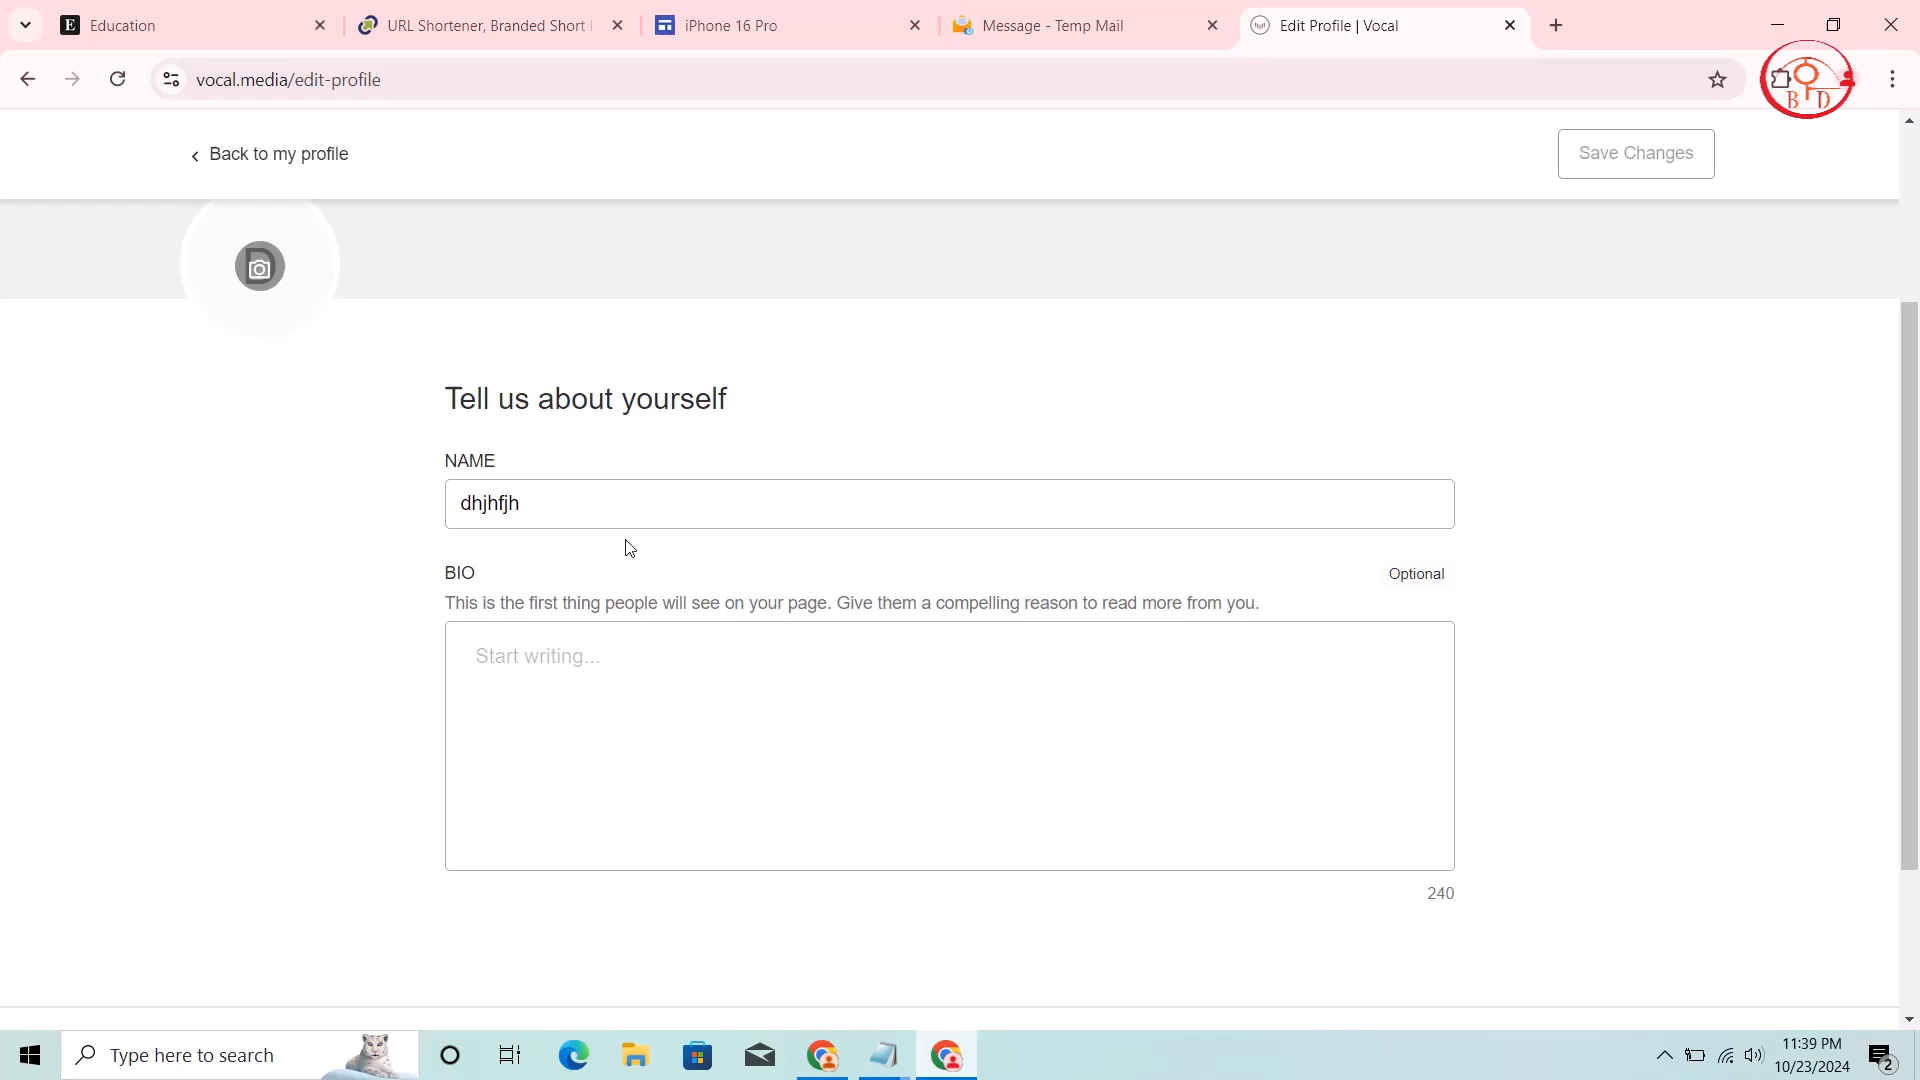 E Education
URL Shortener, Branded Short L
iPhone 16 Pro
Message - Temp Mail
Edit Profile | Vocal
vocal.media/edit-profile
B D
Back to my profile
Save Changes
D
Tell us about yourself
NAME
dhjhfjh
BIO
Optional
This is the first thing people will see on your page. Give them a compelling reason to read more from you.
Start writing...
240
Type here to search
11:39 PM
10/23/2024
2